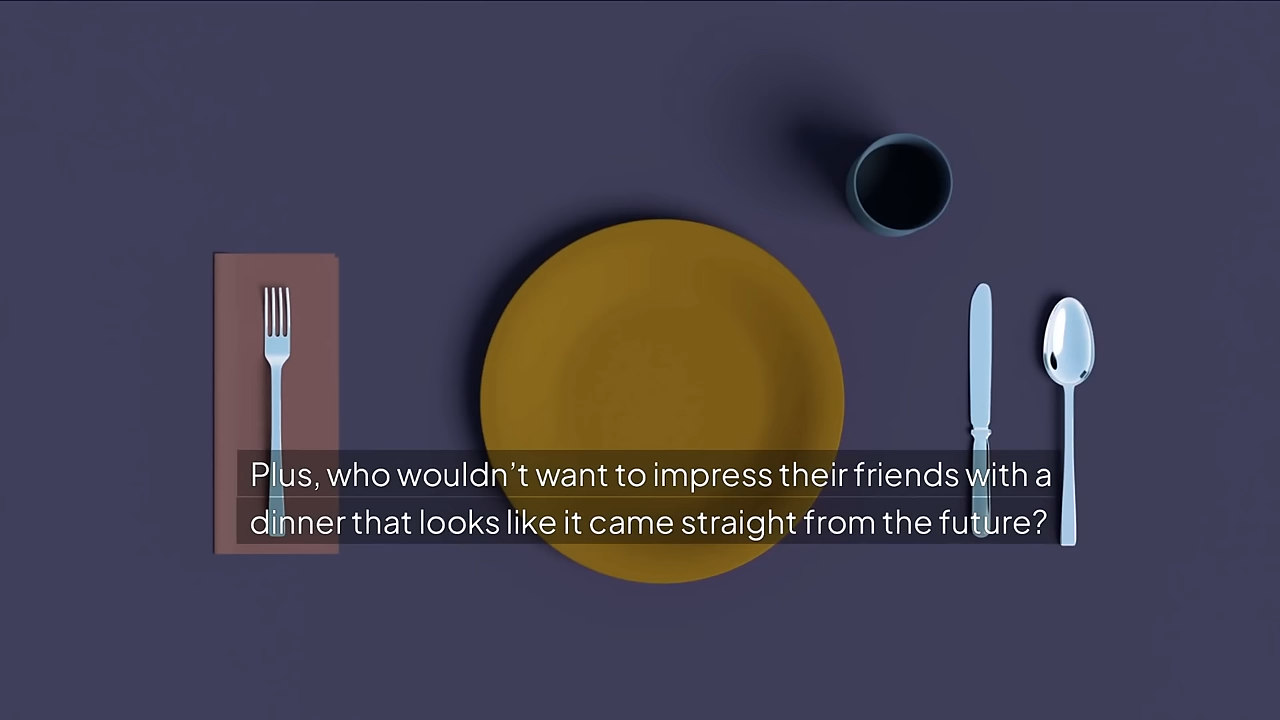 Plus, who wouldn’t want to impress their friends with a
dinner that looks like it came straight from the future?